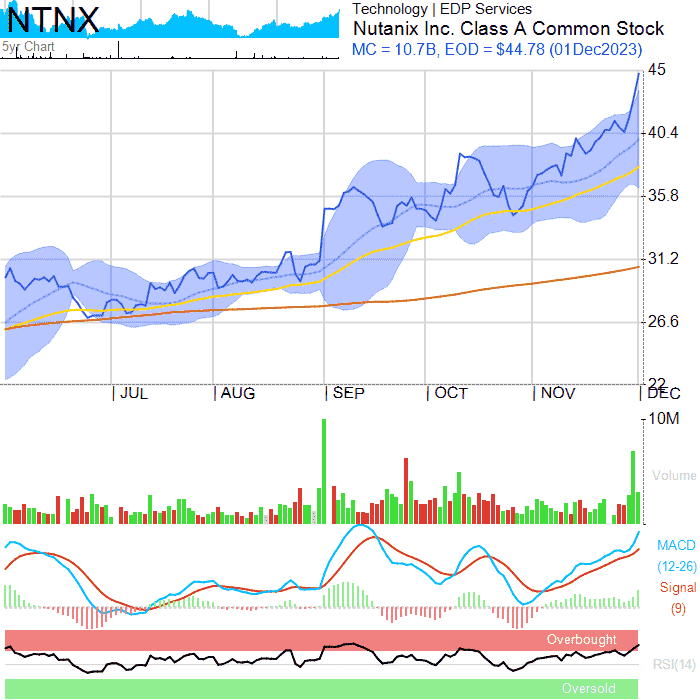 NTNX
5yr Chart
Technology | EDP Services
Nutanix Inc. Class A Common Stock
MC = 10.7B, EOD = $44.78 (01Dec2023)
45
40.4
35.8
31.2
26.6
22
JUL AUG SEP OCT NOV DEC
10M
Volume
MACD
(12-26)
Signal
(9)
Overbought
RSI(14)
Oversold